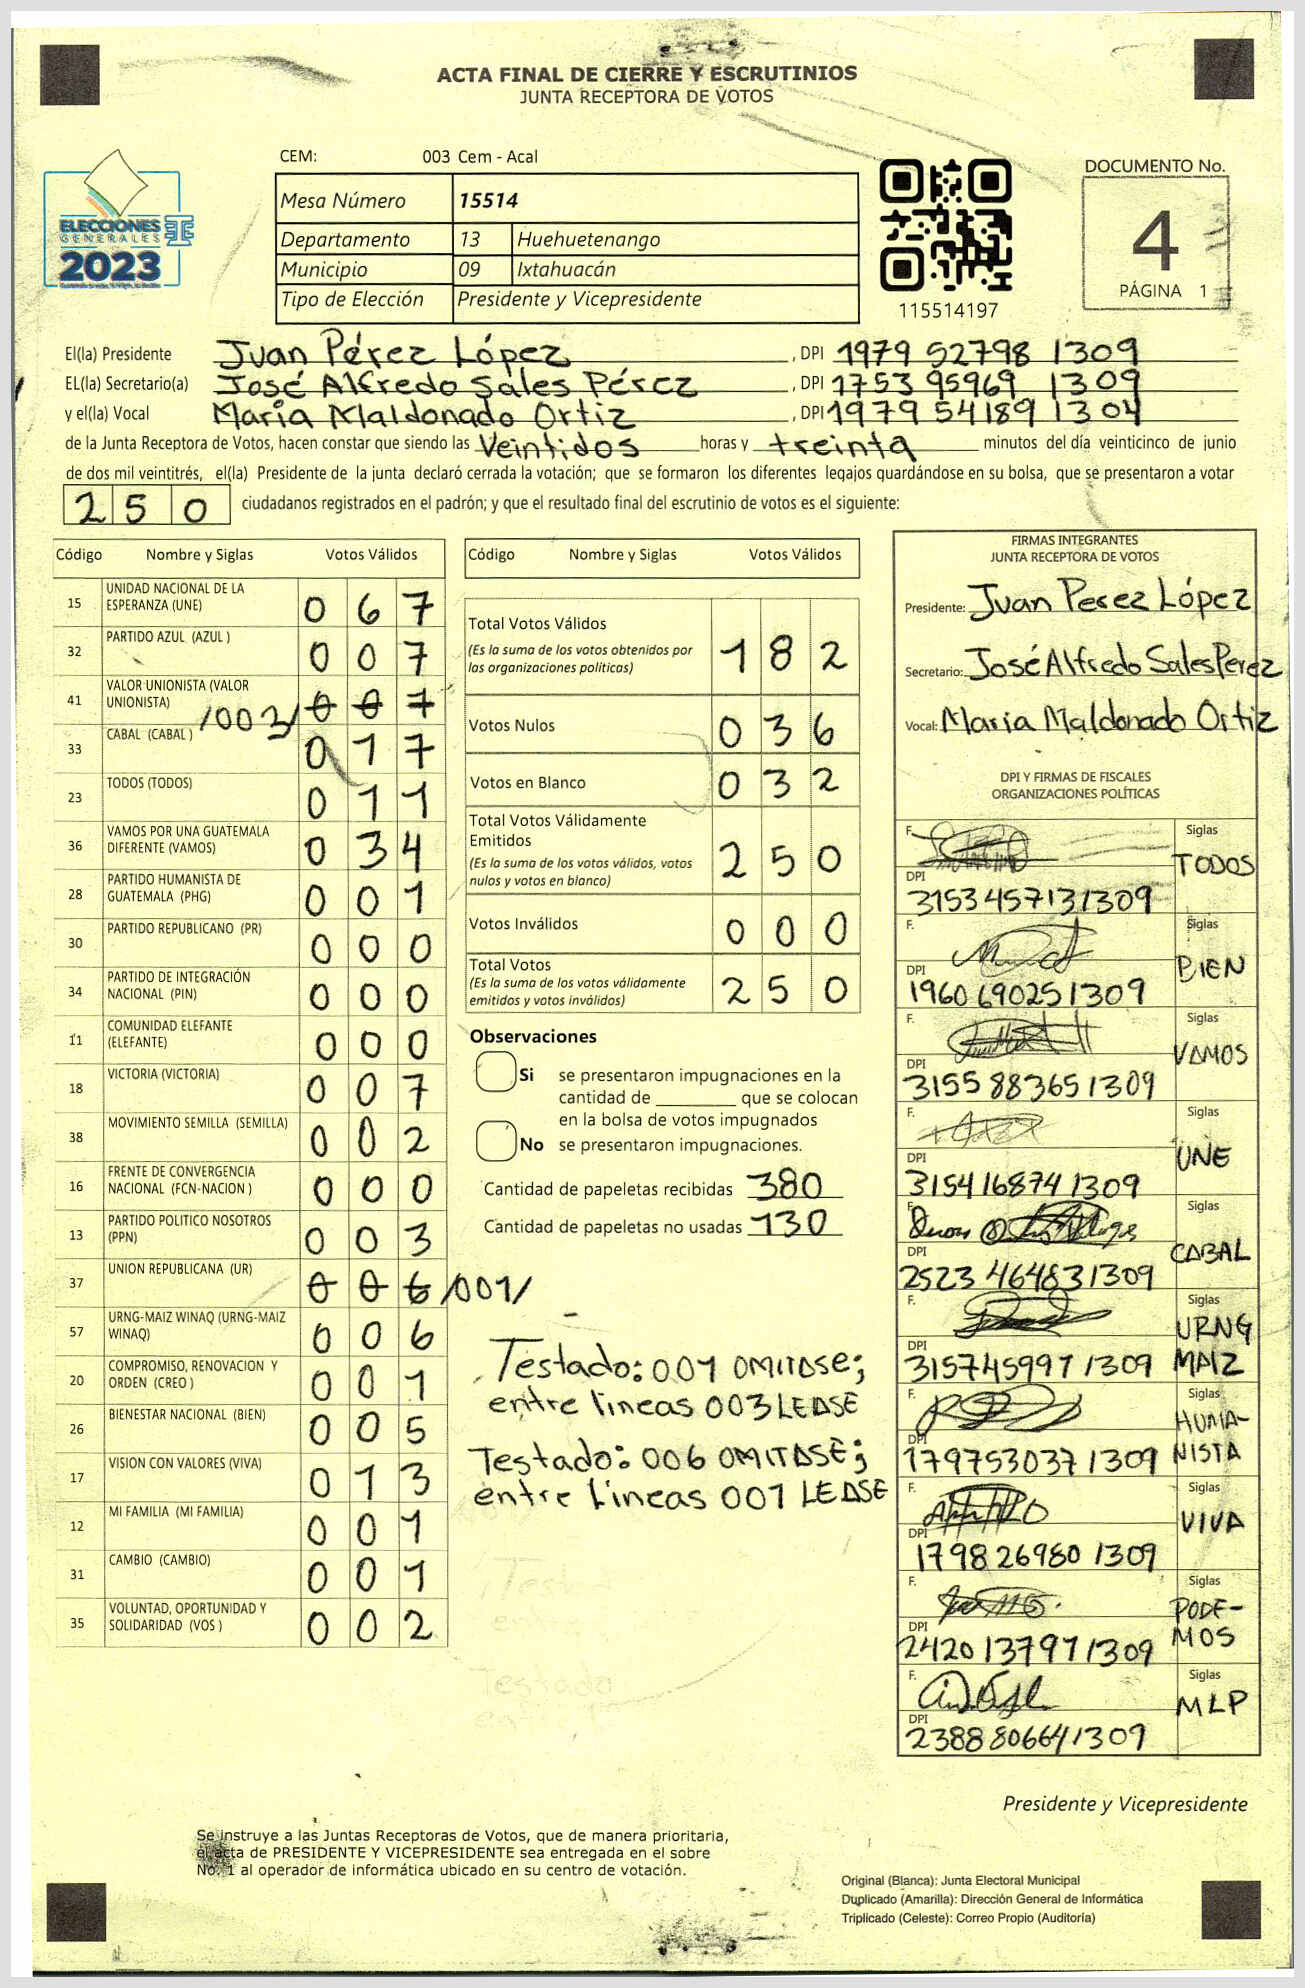 ACTA FINAL DE CIERRE Y ESCRUTINIOS
JUNTA RECEPTORA DE VOTOS
CEM: 003 Cem - Acal
ELECCIONES
GENERALES
2023
Mesa Número 15514
Departamento 13 Huehuetenango
Municipio 09 Ixtahuacán
Tipo de Elección Presidente y Vicepresidente
115514197
DOCUMENTO No.
4
PÁGINA 1
El(la) Presidente Juan Pérez López , DPI 1979 52798 1309
EL(la) Secretario(a) José Alfredo Sales Pérez , DPI 1753 95969 1309
y el(la) Vocal Maria Maldonado Ortiz , DPI 1979 54189 1304
de la Junta Receptora de Votos, hacen constar que siendo las Veintidos horas y treinta minutos del día veinticinco de junio
de dos mil veintitrés, el(la) Presidente de la junta declaró cerrada la votación; que se formaron los diferentes legajos guardándose en su bolsa, que se presentaron a votar
250 ciudadanos registrados en el padrón; y que el resultado final del escrutinio de votos es el siguiente:
Código Nombre y Siglas Votos Válidos
15 UNIDAD NACIONAL DE LA ESPERANZA (UNE) 067
32 PARTIDO AZUL (AZUL ) 007
41 VALOR UNIONISTA (VALOR UNIONISTA) /003/ 007
33 CABAL (CABAL ) 017
23 TODOS (TODOS) 011
36 VAMOS POR UNA GUATEMALA DIFERENTE (VAMOS) 034
28 PARTIDO HUMANISTA DE GUATEMALA (PHG) 001
30 PARTIDO REPUBLICANO (PR) 000
34 PARTIDO DE INTEGRACIÓN NACIONAL (PIN) 000
11 COMUNIDAD ELEFANTE (ELEFANTE) 000
18 VICTORIA (VICTORIA) 007
38 MOVIMIENTO SEMILLA (SEMILLA) 002
16 FRENTE DE CONVERGENCIA NACIONAL (FCN-NACION ) 000
13 PARTIDO POLITICO NOSOTROS (PPN) 003
37 UNION REPUBLICANA (UR) 006 /001/
57 URNG-MAIZ WINAQ (URNG-MAIZ WINAQ) 006
20 COMPROMISO, RENOVACION Y ORDEN (CREO ) 001
26 BIENESTAR NACIONAL (BIEN) 005
17 VISION CON VALORES (VIVA) 013
12 MI FAMILIA (MI FAMILIA) 001
31 CAMBIO (CAMBIO) 001
35 VOLUNTAD, OPORTUNIDAD Y SOLIDARIDAD (VOS ) 002
Código Nombre y Siglas Votos Válidos
Total Votos Válidos 182
(Es la suma de los votos obtenidos por
las organizaciones políticas)
Votos Nulos 036
Votos en Blanco 032
Total Votos Válidamente
Emitidos 250
(Es la suma de los votos válidos, votos
nulos y votos en blanco)
Votos Inválidos 000
Total Votos
(Es la suma de los votos válidamente
emitidos y votos inválidos) 250
Observaciones
Si se presentaron impugnaciones en la
cantidad de ________ que se colocan
en la bolsa de votos impugnados
No se presentaron impugnaciones.
Cantidad de papeletas recibidas 380
Cantidad de papeletas no usadas 130
Testado: 007 OMITASE;
entre líneas 003 LEASE
Testado: 006 OMITASE;
entre líneas 001 LEASE
FIRMAS INTEGRANTES
JUNTA RECEPTORA DE VOTOS
Presidente: Juan Perez López
Secretario: José Alfredo Sales Perez
Vocal: Maria Maldonado Ortiz
DPI Y FIRMAS DE FISCALES
ORGANIZACIONES POLÍTICAS
F. Siglas
TODOS
DPI 3153 45713 1309
F. Siglas
BIEN
DPI 1960 69025 1309
F. Siglas
VAMOS
DPI 3155 88365 1309
F. Siglas
UNE
DPI 3154 16874 1309
F. Siglas
CABAL
DPI 2523 46483 1309
F. Siglas
URNG MAIZ
DPI 3157 45997 1309
F. Siglas
HUMA-NISTA
DPI 1797 53037 1309
F. Siglas
VIVA
DPI 1798 26980 1309
F. Siglas
PODE-MOS
DPI 2420 13797 1309
F. Siglas
MLP
DPI 2388 80664 1309
Presidente y Vicepresidente
Se instruye a las Juntas Receptoras de Votos, que de manera prioritaria,
el acta de PRESIDENTE Y VICEPRESIDENTE sea entregada en el sobre
No. 1 al operador de informática ubicado en su centro de votación.
Original (Blanca): Junta Electoral Municipal
Duplicado (Amarilla): Dirección General de Informática
Triplicado (Celeste): Correo Propio (Auditoría)